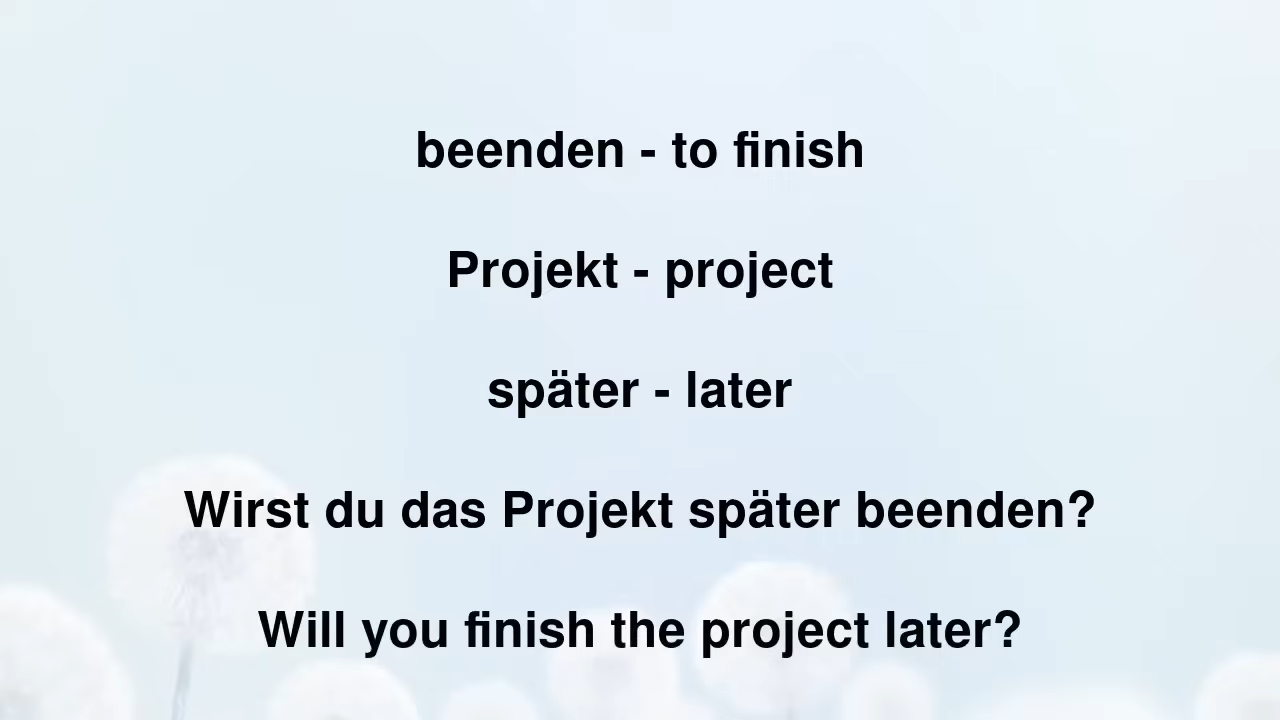 beenden - to finish
Projekt - project
später - later
Wirst du das Projekt später beenden?
Will you finish the project later?